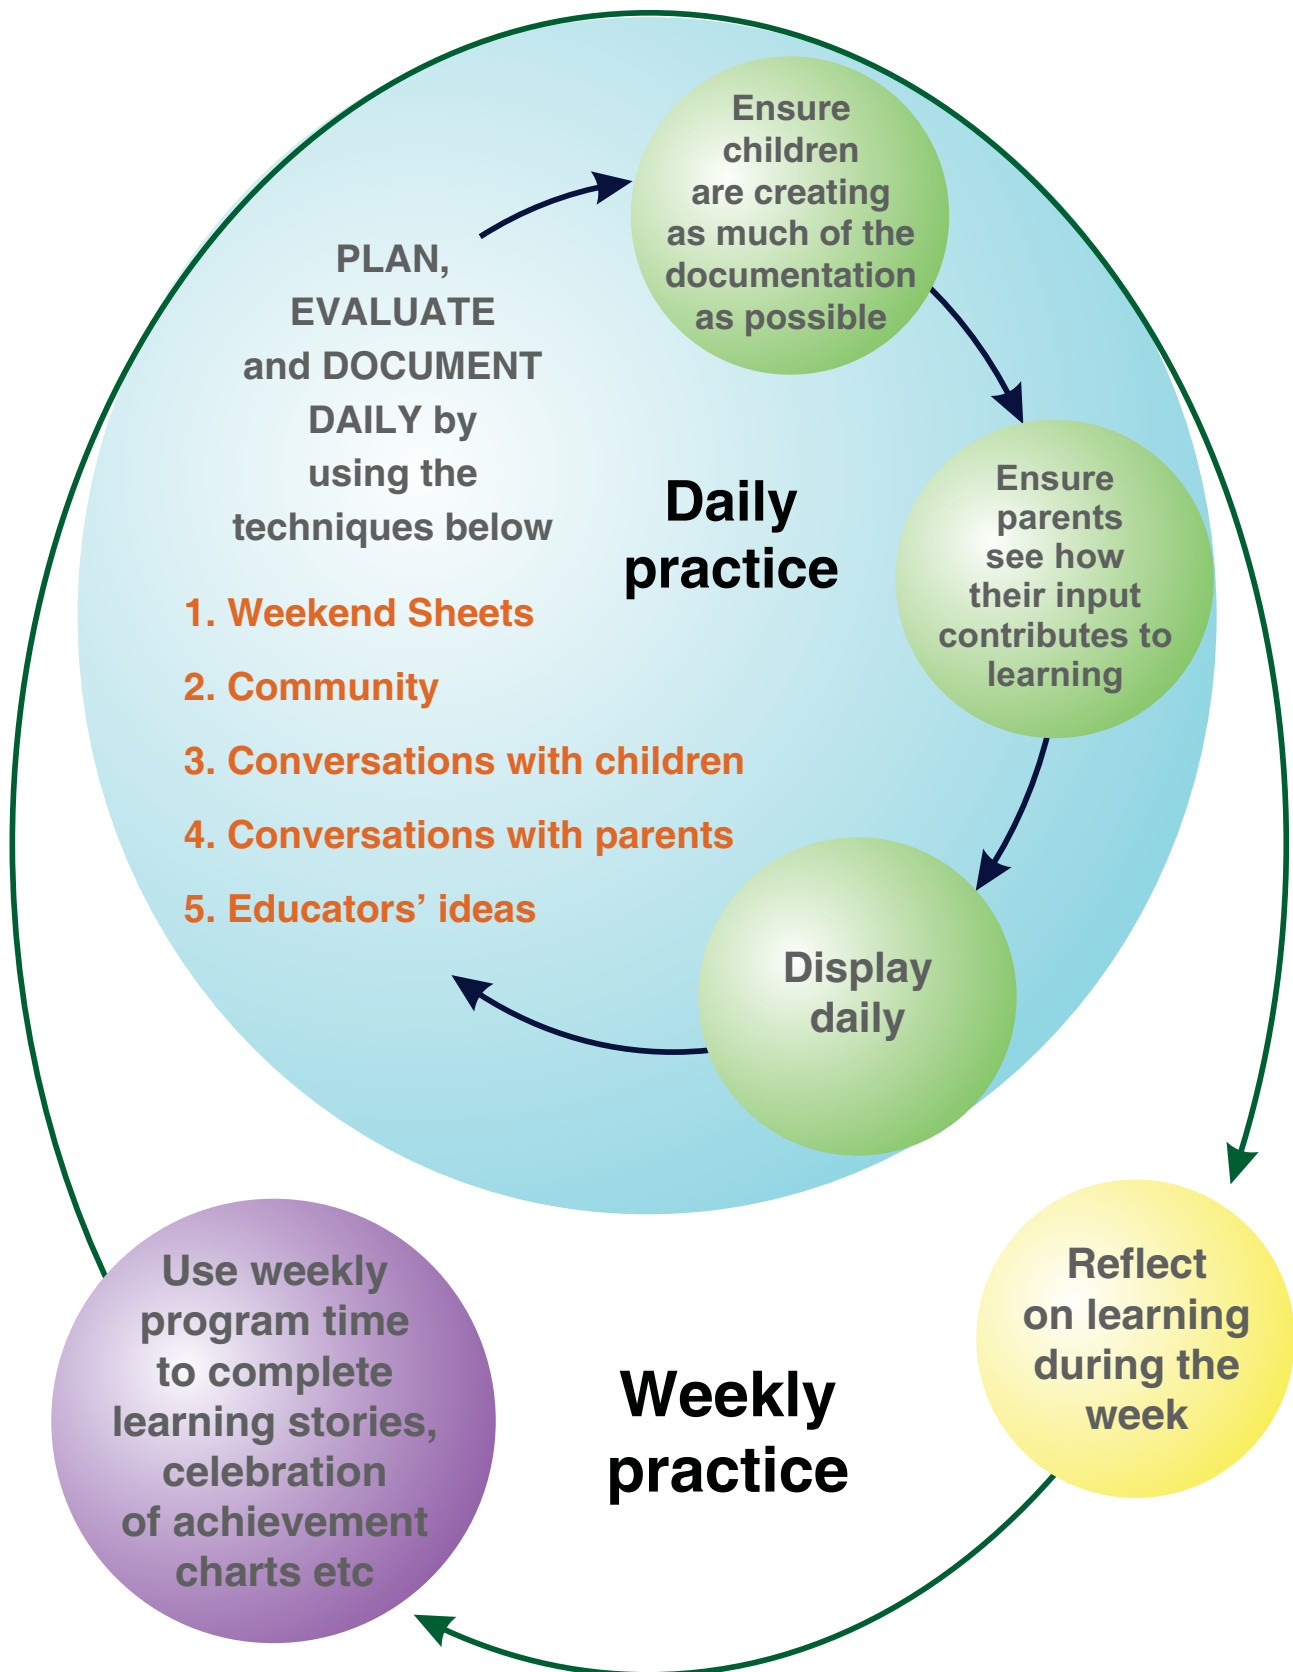 Ensure
children
are creating
as much of the
documentation
as possible
PLAN,
EVALUATE
and DOCUMENT
DAILY by
using the
techniques below
Daily
practice
Ensure
parents
see how
their input
contributes to
learning
1. Weekend Sheets
2. Community
3. Conversations with children
4. Conversations with parents
5. Educators’ ideas
Display
daily
Use weekly
program time
to complete
learning stories,
celebration
of achievement
charts etc
Weekly
practice
Reflect
on learning
during the
week